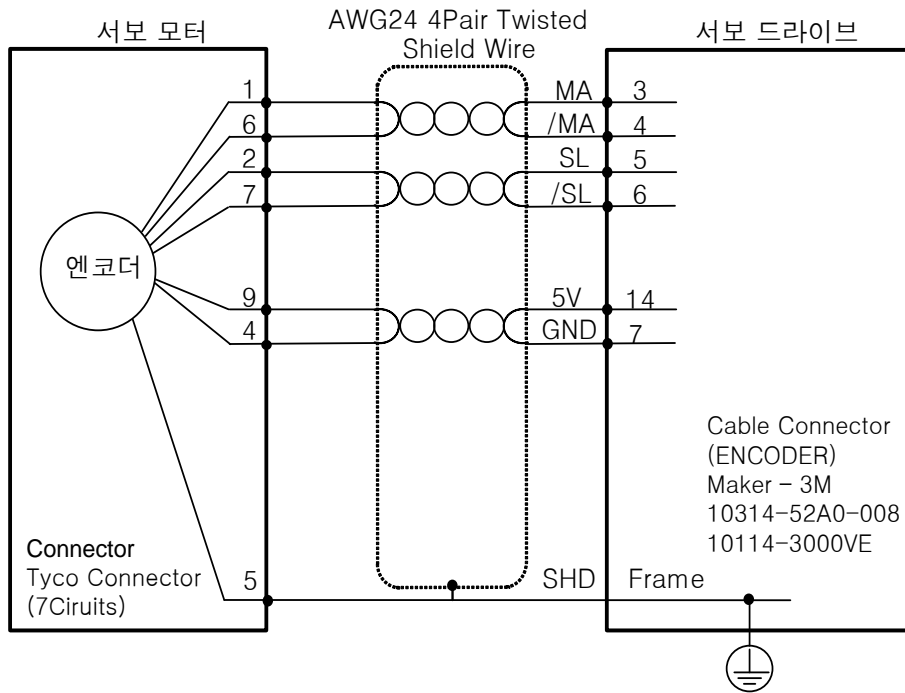 서보 모터
AWG24 4Pair Twisted
Shield Wire
서보 드라이브
1
MA
3
6
/MA
4
2
SL
5
7
/SL
6
엔코더
9
5V
14
4
GND
7
Cable Connector
(ENCODER)
Maker - 3M
10314-52A0-008
10114-3000VE
Connector
Tyco Connector
(7Ciruits)
5
SHD
Frame